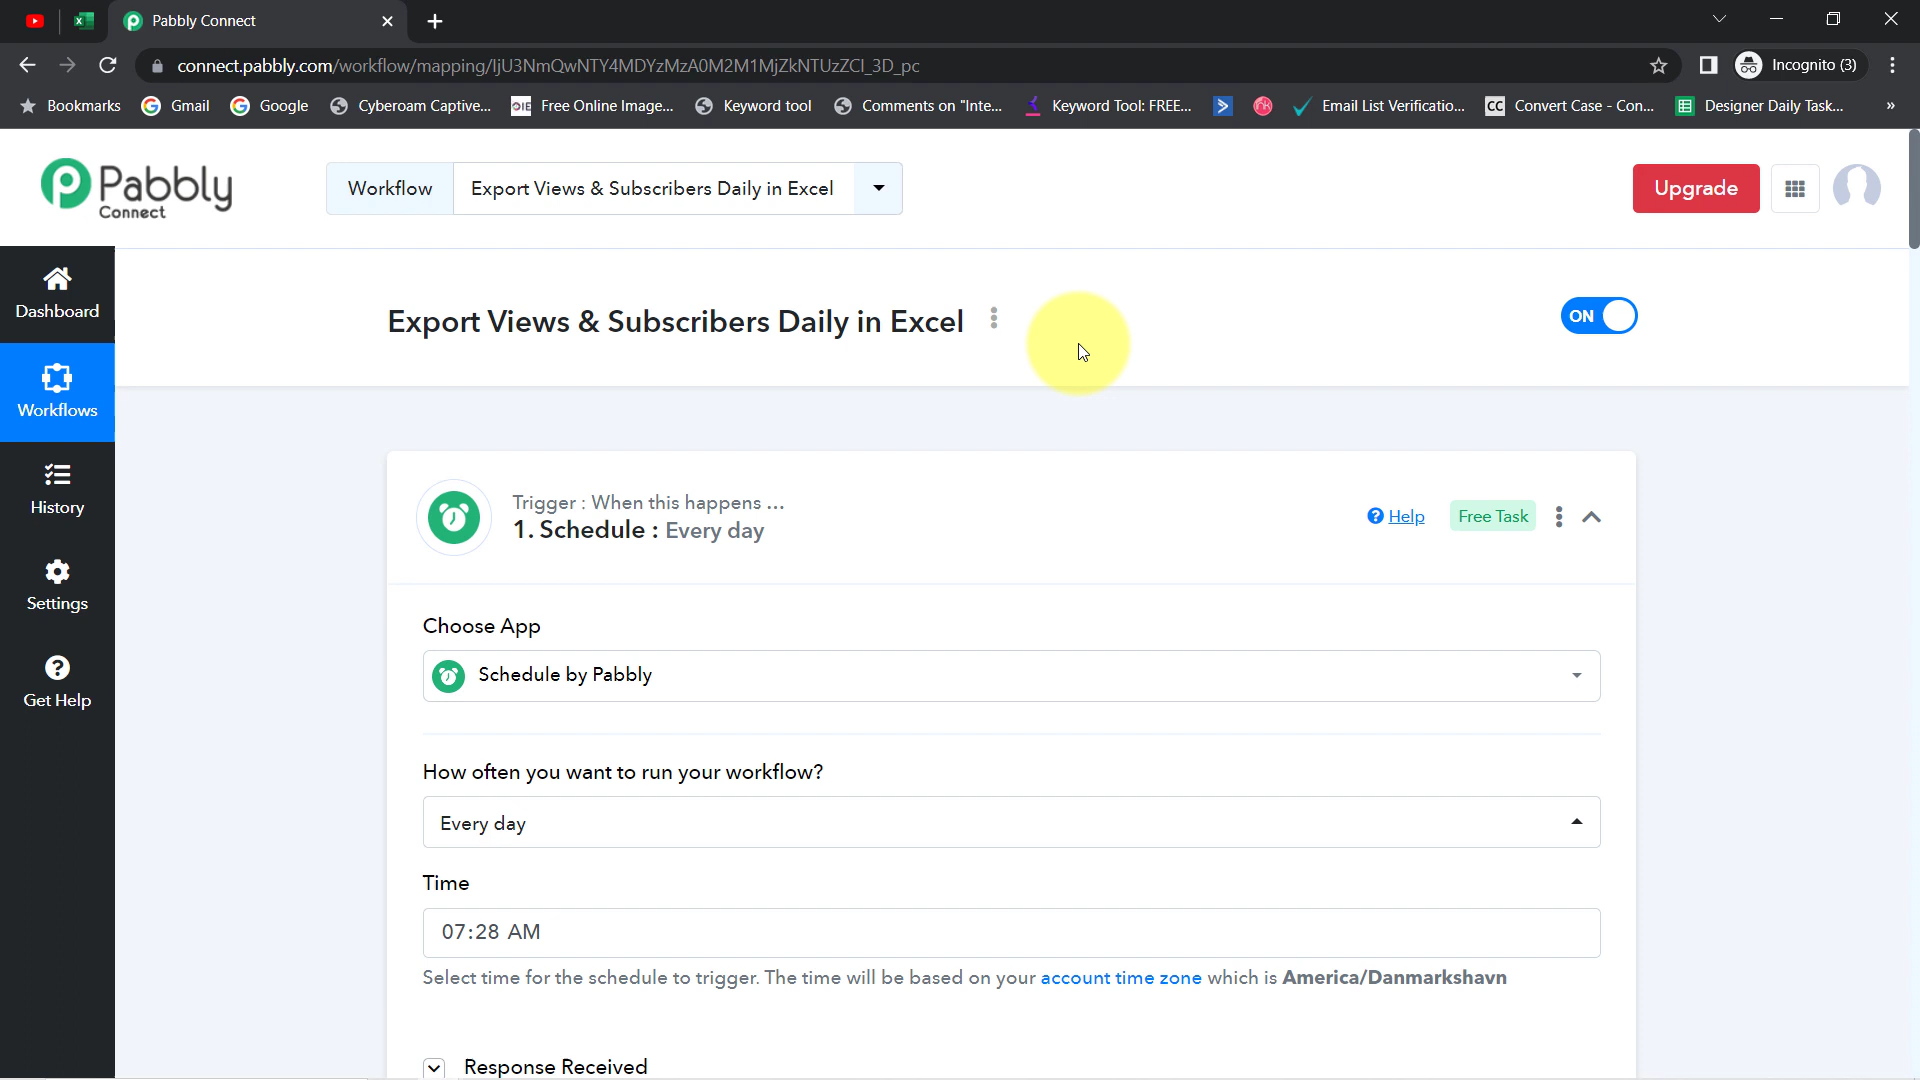 Pabbly Connect
connect.pabbly.com/workflow/mapping/IjU3NmQwNTY4MDYzMzA0M2M1MjZkNTUzZCI_3D_pc
Incognito (3)
Bookmarks
Gmail
Google
Cyberoam Captive...
OIE Free Online Image...
Keyword tool
Comments on "Inte...
Keyword Tool: FREE...
Email List Verificatio...
CC Convert Case - Con...
Designer Daily Task...
»
Pabbly
Connect
Workflow
Export Views & Subscribers Daily in Excel
Upgrade
Dashboard
Workflows
History
Settings
Get Help
Export Views & Subscribers Daily in Excel
ON
Trigger : When this happens ...
1. Schedule : Every day
Help
Free Task
Choose App
Schedule by Pabbly
How often you want to run your workflow?
Every day
Time
07:28 AM
Select time for the schedule to trigger. The time will be based on your account time zone which is America/Danmarkshavn
Response Received